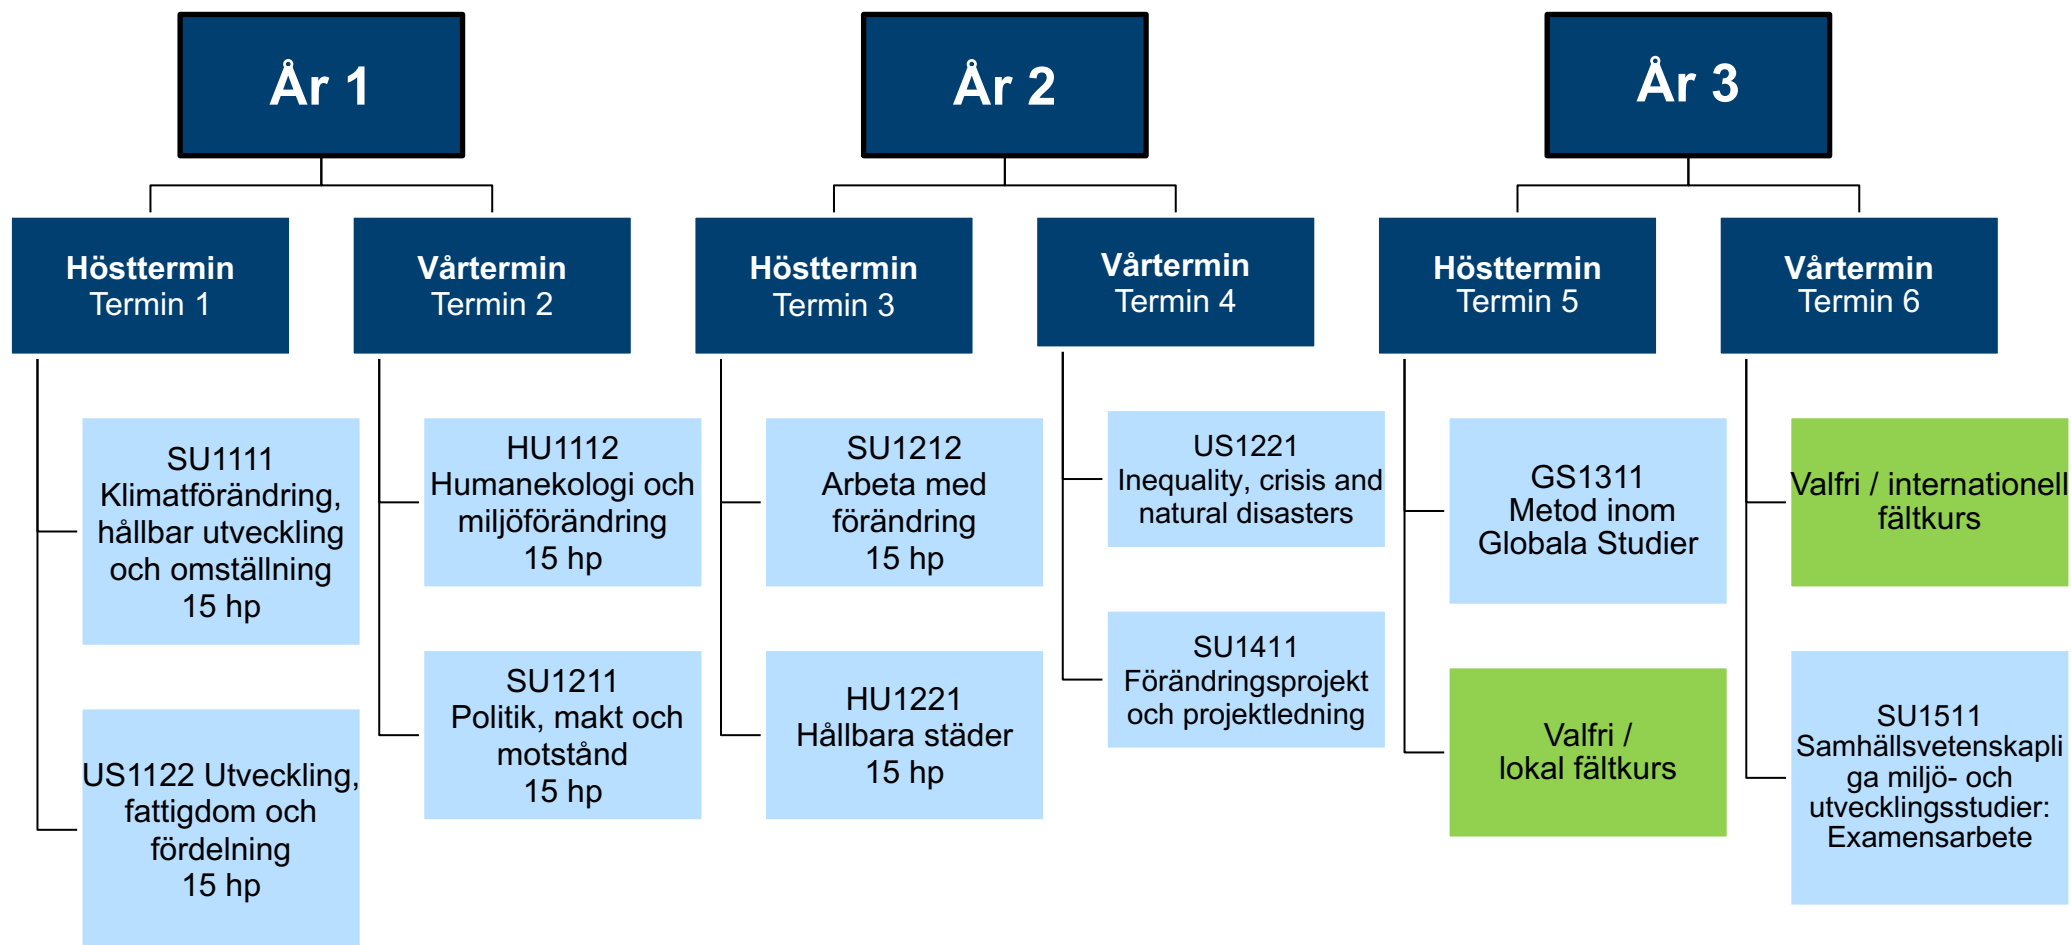 År 1
År 2
År 3
Hösttermin
Termin 1
Vårtermin
Termin 2
Hösttermin
Termin 3
Vårtermin
Termin 4
Hösttermin
Termin 5
Vårtermin
Termin 6
SU1111
Klimatförändring,
hållbar utveckling
och omställning
15 hp
US1122 Utveckling,
fattigdom och
fördelning
15 hp
HU1112
Humanekologi och
miljöförändring
15 hp
SU1211
Politik, makt och
motstånd
15 hp
SU1212
Arbeta med
förändring
15 hp
HU1221
Hållbara städer
15 hp
US1221
Inequality, crisis and
natural disasters
SU1411
Förändringsprojekt
och projektledning
GS1311
Metod inom
Globala Studier
Valfri /
lokal fältkurs
Valfri / internationell
fältkurs
SU1511
Samhällsvetenskapli
ga miljö- och
utvecklingsstudier:
Examensarbete